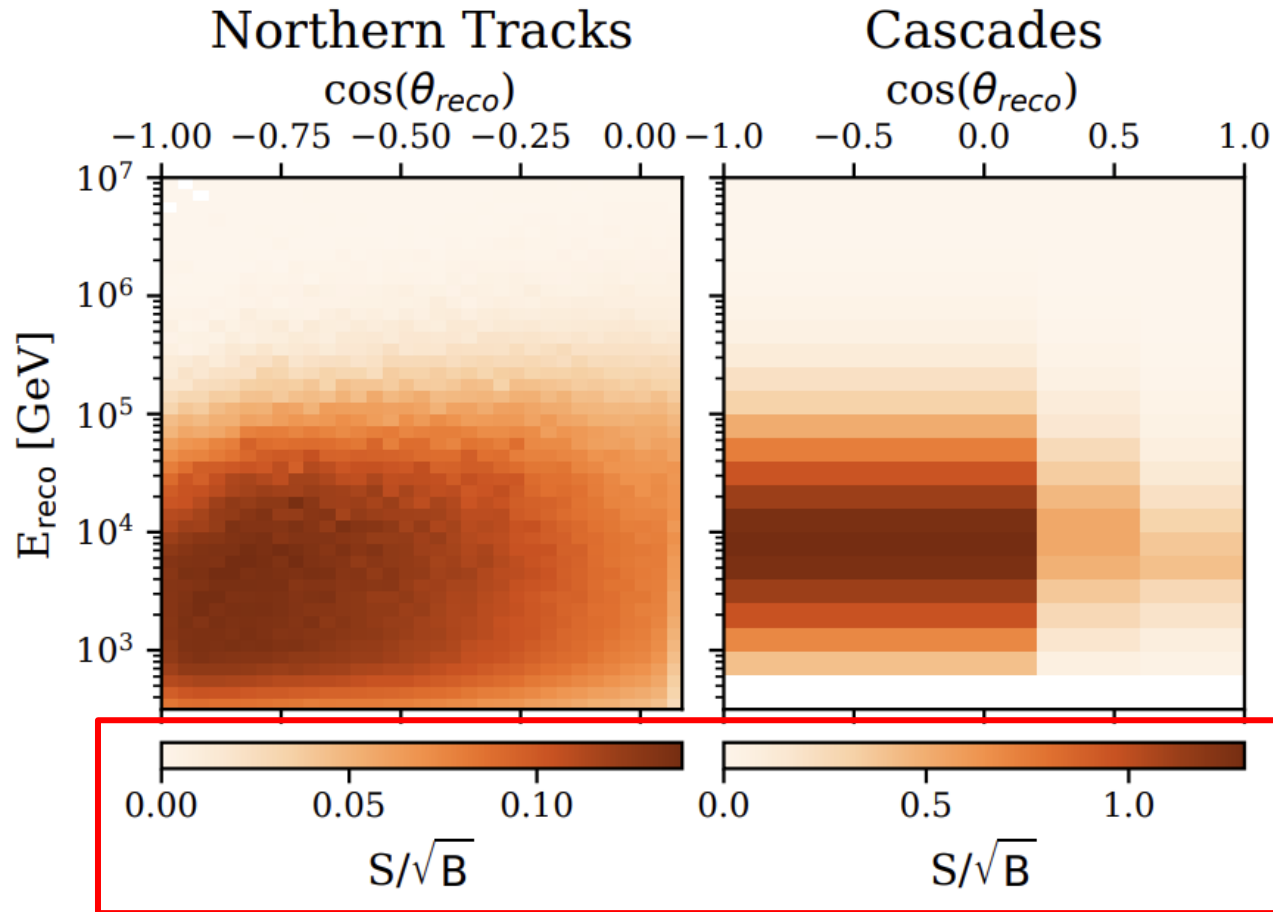 Northern Tracks
cos(θreco)
−1.00 −0.75 −0.50 −0.25 0.00
Cascades
cos(θreco)
−1.0 −0.5 0.0 0.5 1.0
10⁷
10⁶
10⁵
10⁴
10³
Ereco [GeV]
0.00 0.05 0.10
S/√B
0.0 0.5 1.0
S/√B